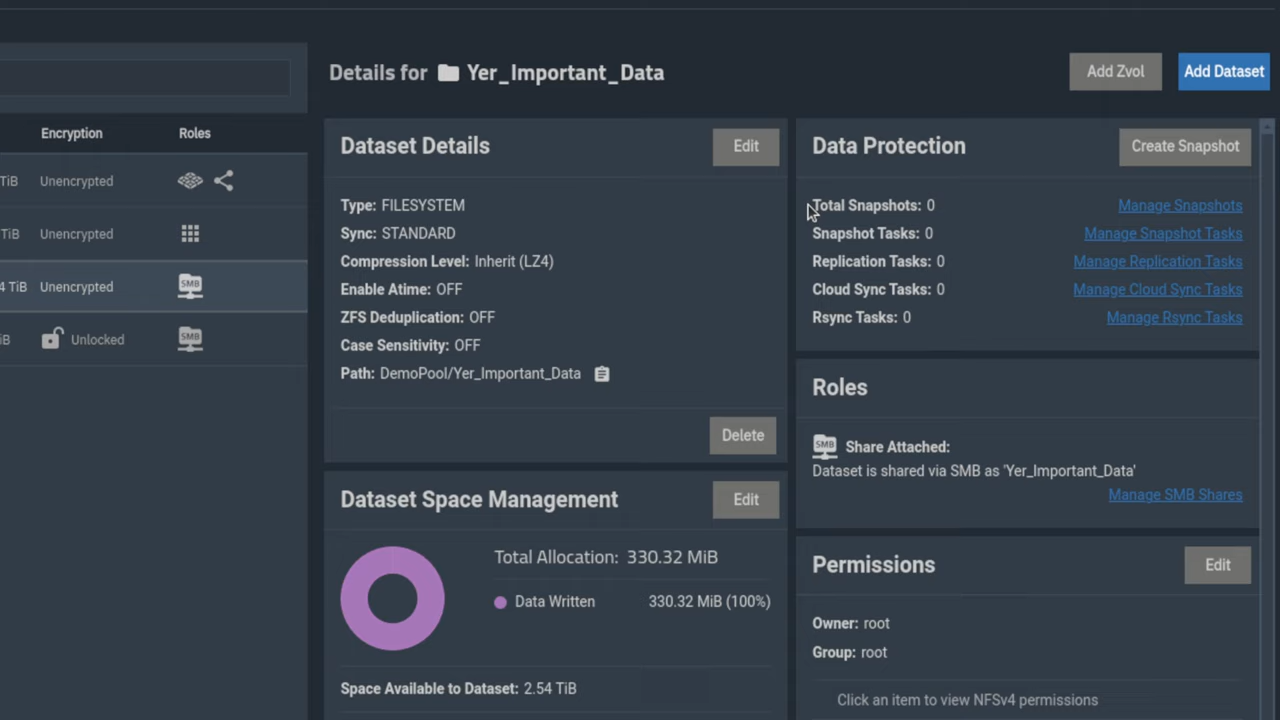 Details for Yer_Important_Data
Add Zvol
Add Dataset
Encryption
Roles
TiB
Unencrypted
TiB
Unencrypted
4 TiB
Unencrypted
SMB
iB
Unlocked
SMB
Dataset Details
Edit
Type: FILESYSTEM
Sync: STANDARD
Compression Level: Inherit (LZ4)
Enable Atime: OFF
ZFS Deduplication: OFF
Case Sensitivity: OFF
Path: DemoPool/Yer_Important_Data
Delete
Dataset Space Management
Edit
Total Allocation: 330.32 MiB
Data Written 330.32 MiB (100%)
Space Available to Dataset: 2.54 TiB
Data Protection
Create Snapshot
Total Snapshots: 0 Manage Snapshots
Snapshot Tasks: 0 Manage Snapshot Tasks
Replication Tasks: 0 Manage Replication Tasks
Cloud Sync Tasks: 0 Manage Cloud Sync Tasks
Rsync Tasks: 0 Manage Rsync Tasks
Roles
SMB Share Attached:
Dataset is shared via SMB as 'Yer_Important_Data'
Manage SMB Shares
Permissions
Edit
Owner: root
Group: root
Click an item to view NFSv4 permissions